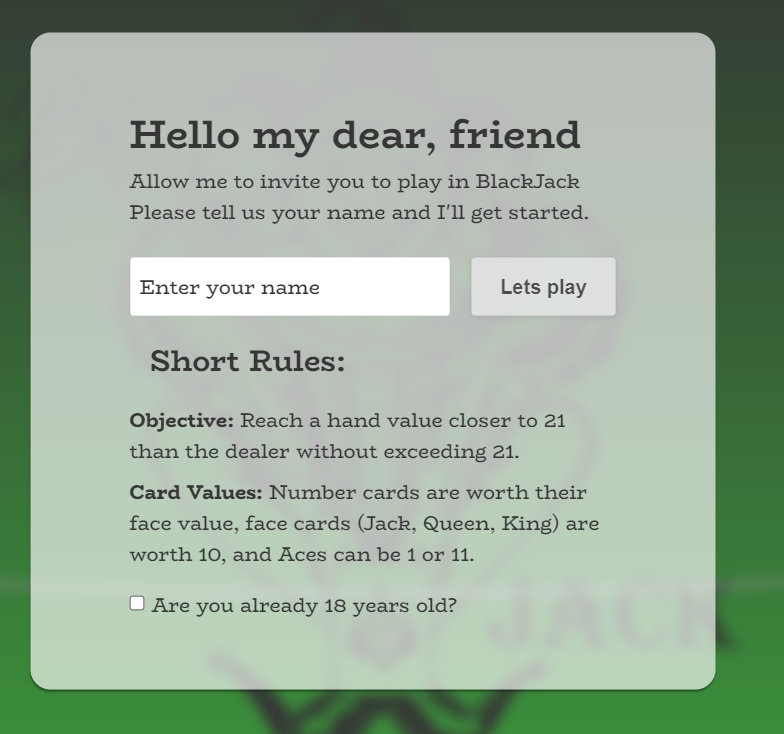 Hello my dear, friend
Allow me to invite you to play in BlackJack
Please tell us your name and I'll get started.
Enter your name
Lets play
Short Rules:
Objective: Reach a hand value closer to 21
than the dealer without exceeding 21.
Card Values: Number cards are worth their
face value, face cards (Jack, Queen, King) are
worth 10, and Aces can be 1 or 11.
Are you already 18 years old?
JACK